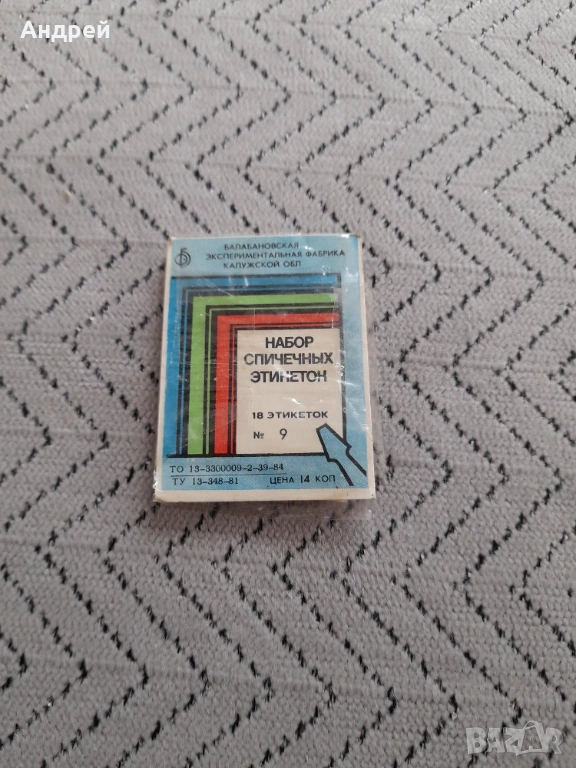 Андрей
БАЛАБАНОВСКАЯ
ЭКСПЕРИМЕНТАЛЬНАЯ ФАБРИКА
КАЛУЖСКОЙ ОБЛ
НАБОР
СПИЧЕЧНЫХ
ЭТИКЕТОК
18 ЭТИКЕТОК
№ 9
ТО 13-3300009-2-39-84
ТУ 13-348-81 ЦЕНА 14 КОП
BAZAR